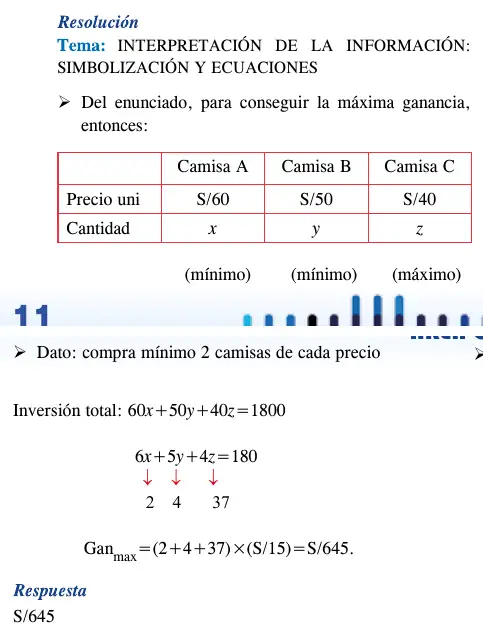 Resolución
Tema: INTERPRETACIÓN DE LA INFORMACIÓN:
SIMBOLIZACIÓN Y ECUACIONES
➤ Del enunciado, para conseguir la máxima ganancia,
entonces:
Camisa A Camisa B Camisa C
Precio uni S/60 S/50 S/40
Cantidad x y z
(mínimo) (mínimo) (máximo)
11
➤ Dato: compra mínimo 2 camisas de cada precio
Inversión total: 60x+50y+40z=1800
6x+5y+4z=180
↓ ↓ ↓
2 4 37
Gan_max=(2+4+37)×(S/15)=S/645.
Respuesta
S/645